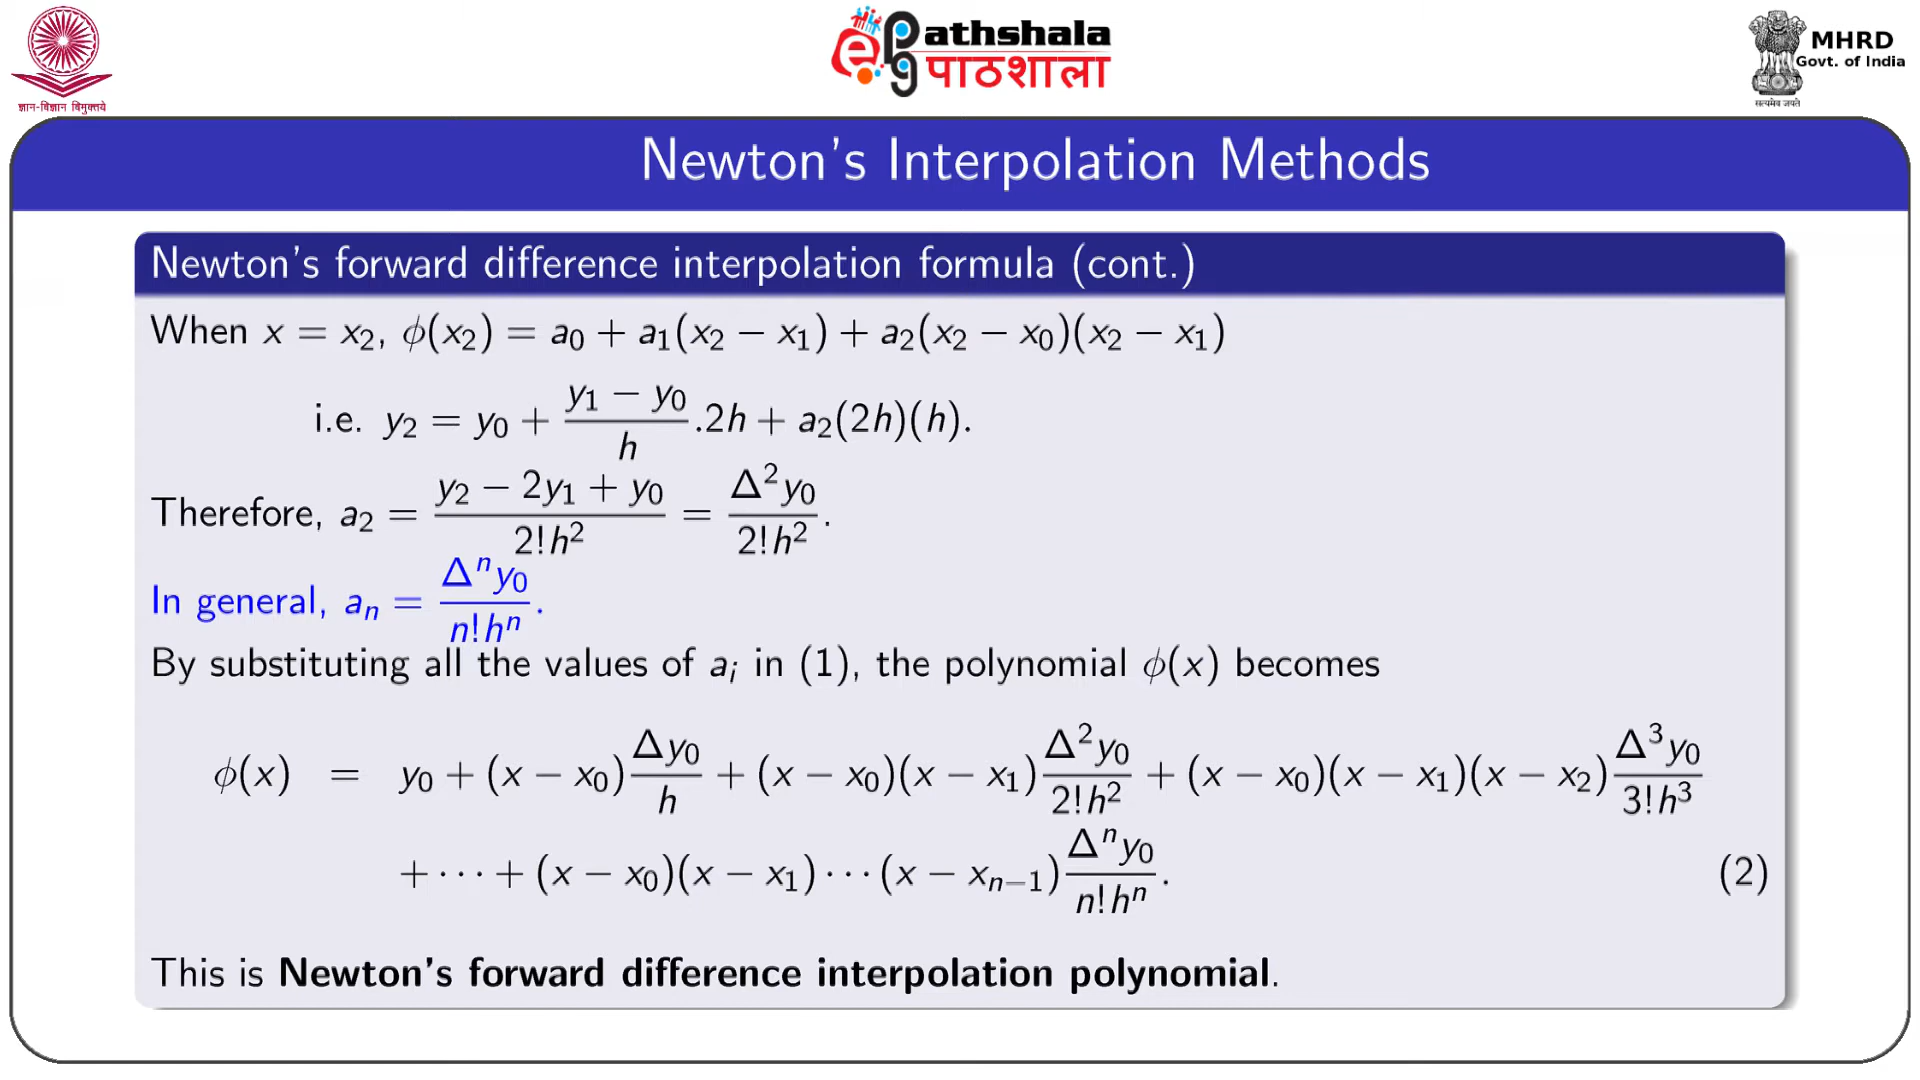 ज्ञान-विज्ञान विमुक्तये
ePathshala
पाठशाला
MHRD
Govt. of India
सत्यमेव जयते
Newton's Interpolation Methods
Newton's forward difference interpolation formula (cont.)
When x = x₂, ϕ(x₂) = a₀ + a₁(x₂ − x₁) + a₂(x₂ − x₀)(x₂ − x₁)
i.e. y₂ = y₀ + (y₁ − y₀)/h .2h + a₂(2h)(h).
Therefore, a₂ = (y₂ − 2y₁ + y₀)/(2!h²) = Δ²y₀/(2!h²).
In general, aₙ = Δⁿy₀/(n!hⁿ).
By substituting all the values of aᵢ in (1), the polynomial ϕ(x) becomes
ϕ(x) = y₀ + (x − x₀) Δy₀/h + (x − x₀)(x − x₁) Δ²y₀/(2!h²) + (x − x₀)(x − x₁)(x − x₂) Δ³y₀/(3!h³)
+ ··· + (x − x₀)(x − x₁) ··· (x − xₙ₋₁) Δⁿy₀/(n!hⁿ). (2)
This is Newton's forward difference interpolation polynomial.